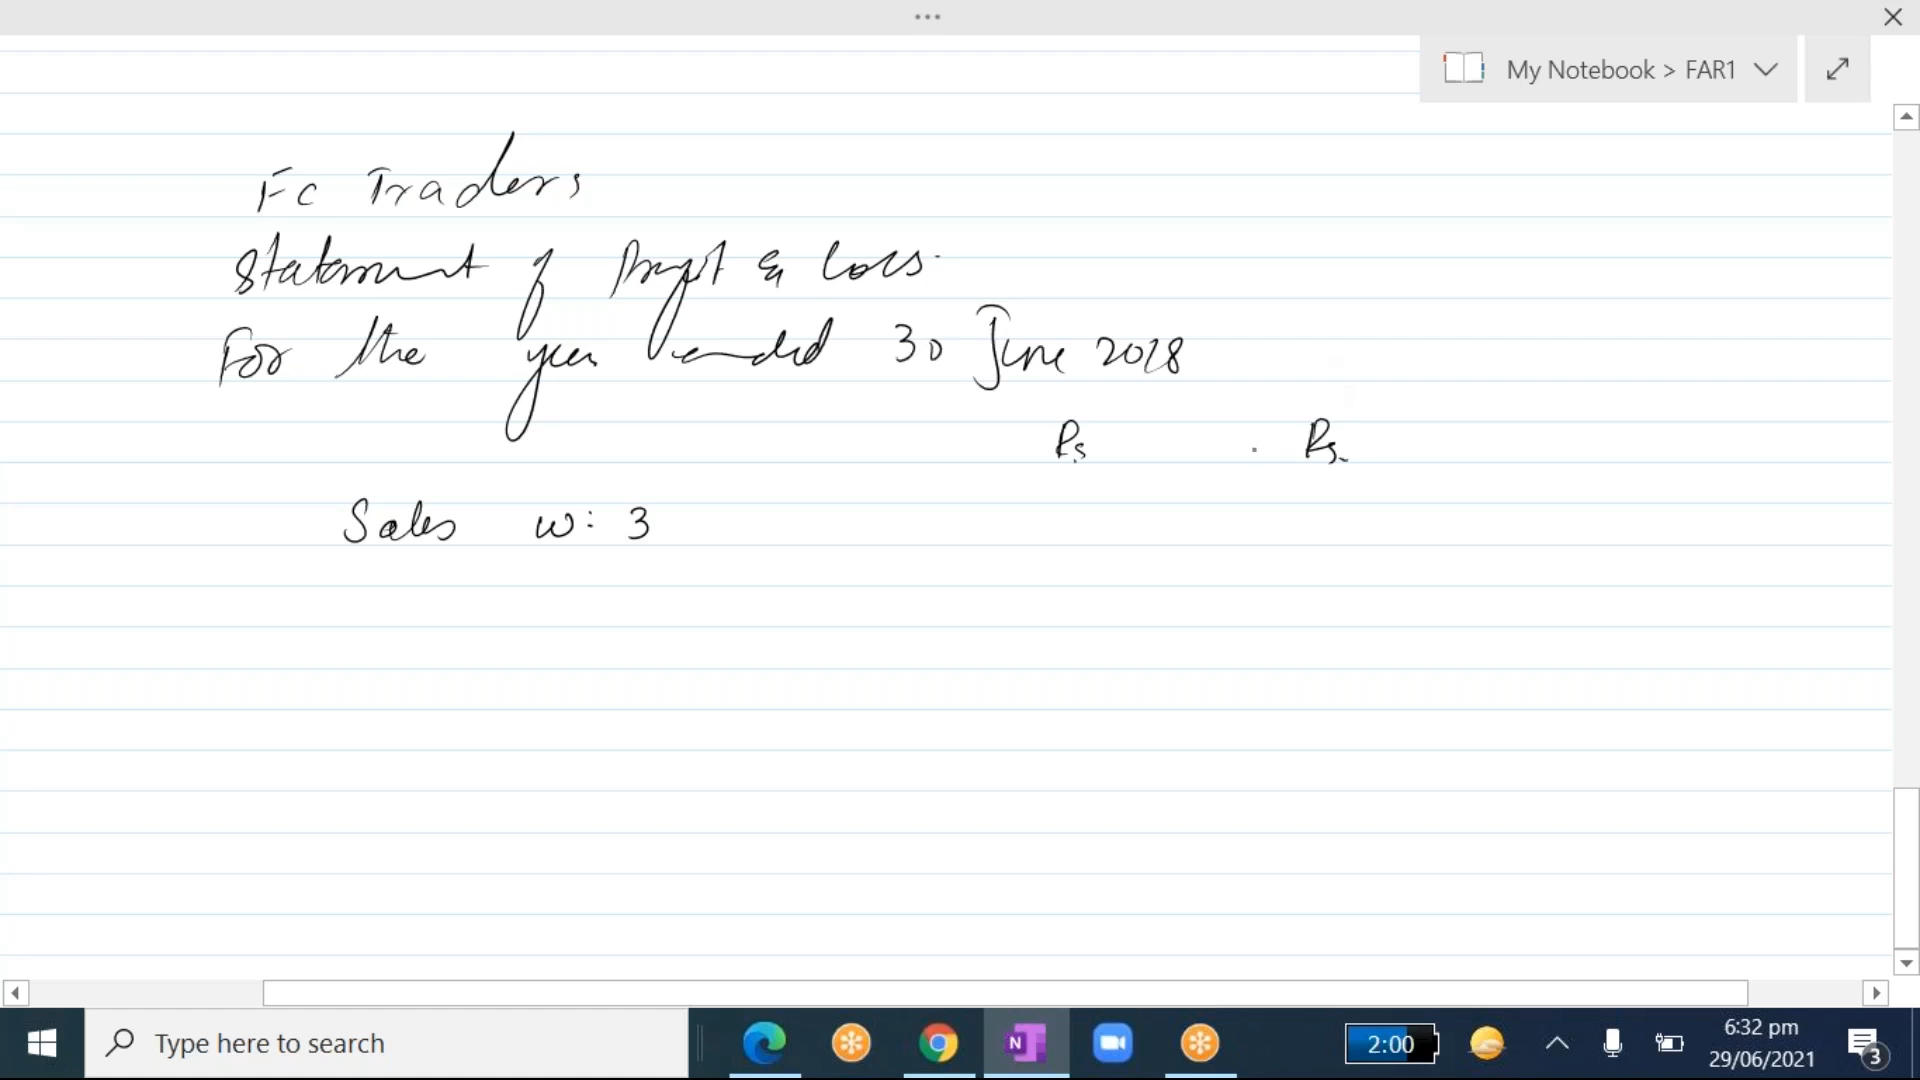 ...
My Notebook > FAR1
Fc Traders
Statement of Profit & Loss.
For the year ended 30 June 2018
Rs Rs.
Sales W: 3
Type here to search
N
2:00
6:32 pm
29/06/2021
3